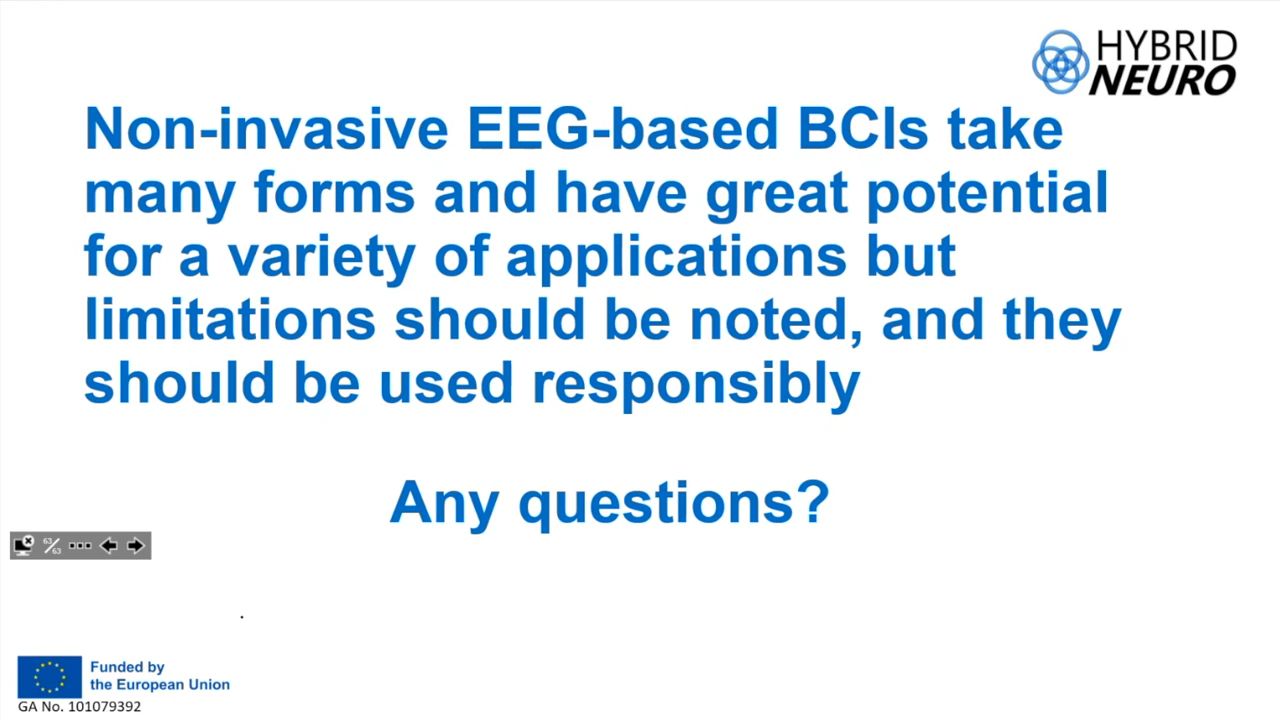 HYBRID
NEURO
Non-invasive EEG-based BCIs take
many forms and have great potential
for a variety of applications but
limitations should be noted, and they
should be used responsibly
Any questions?
63/63
.
Funded by
the European Union
GA No. 101079392